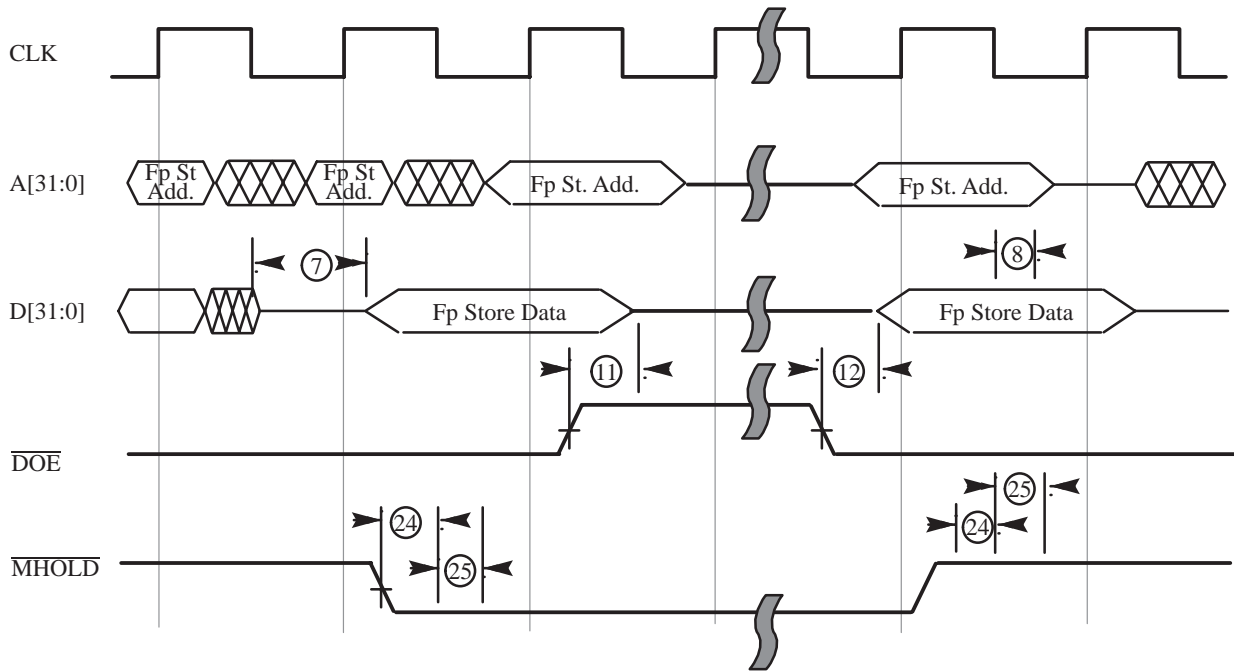 CLK
A[31:0]
Fp St
Add.
Fp St
Add.
Fp St. Add.
Fp St. Add.
7
8
D[31:0]
Fp Store Data
Fp Store Data
11
12
DOE
25
24
24
25
MHOLD